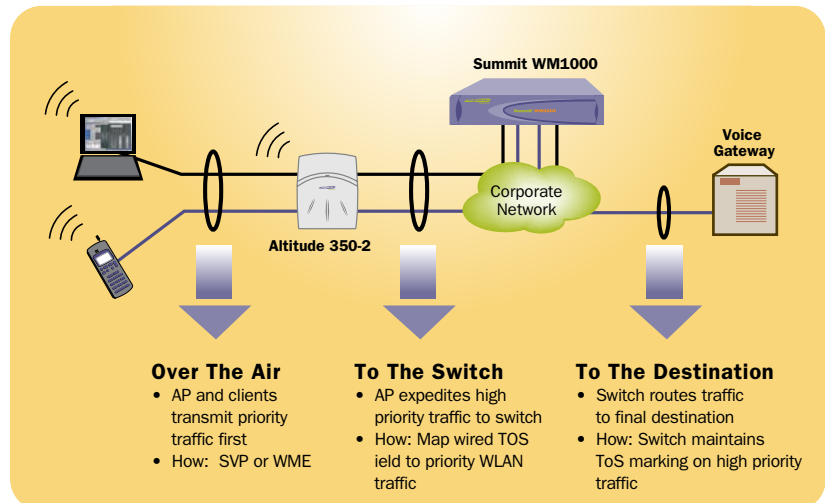 Summit WM1000
Voice
Gateway
Corporate
Network
Altitude 350-2
Over The Air
• AP and clients
transmit priority
traffic first
• How: SVP or WME
To The Switch
• AP expedites high
priority traffic to switch
• How: Map wired TOS
ield to priority WLAN
traffic
To The Destination
• Switch routes traffic
to final destination
• How: Switch maintains
ToS marking on high priority
traffic